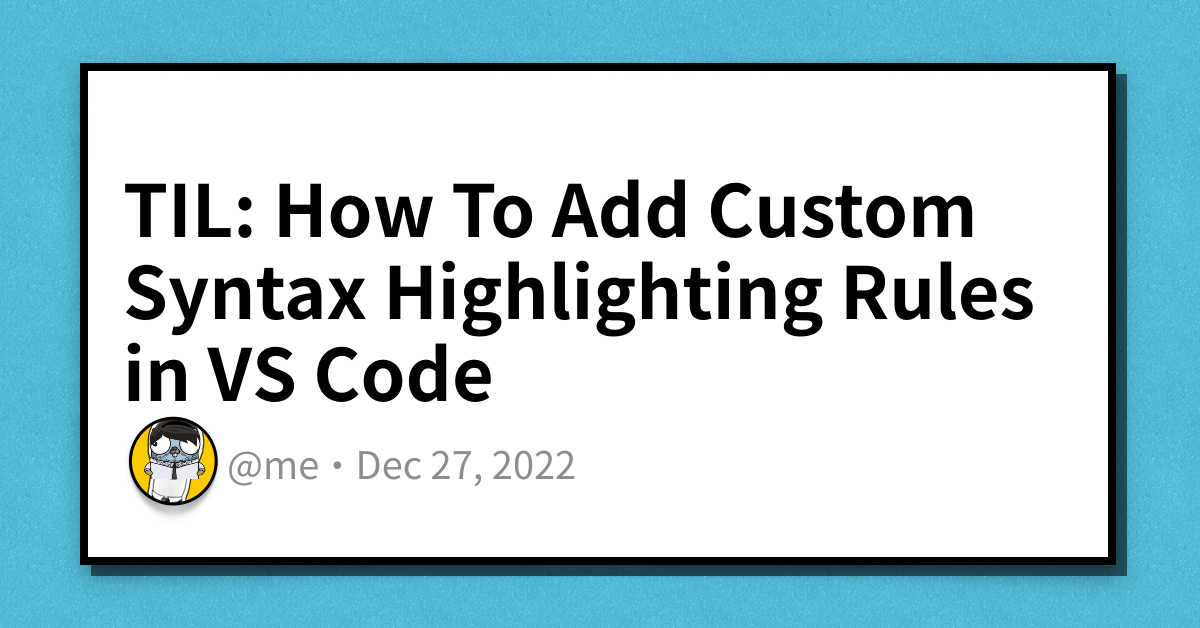 TIL: How To Add Custom
Syntax Highlighting Rules
in VS Code
@me • Dec 27, 2022